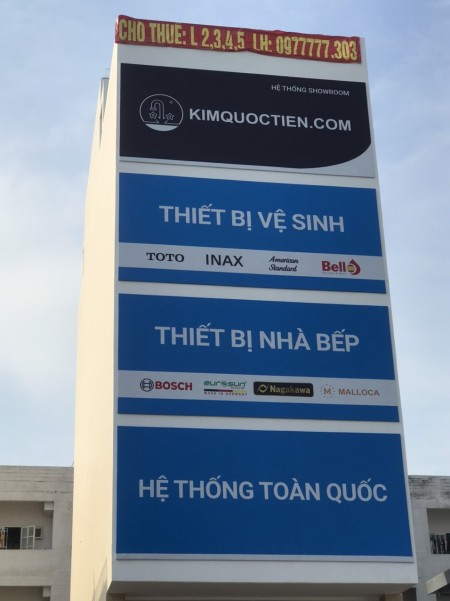 CHO THUÊ: L 2,3,4,5 LH: 0977777.303
HỆ THỐNG SHOWROOM
KIMQUOCTIEN.COM
THIẾT BỊ VỆ SINH
TOTO INAX American Standard Bello
THIẾT BỊ NHÀ BẾP
BOSCH eurosun MADE IN GERMANY Nagakawa M MALLOCA
HỆ THỐNG TOÀN QUỐC